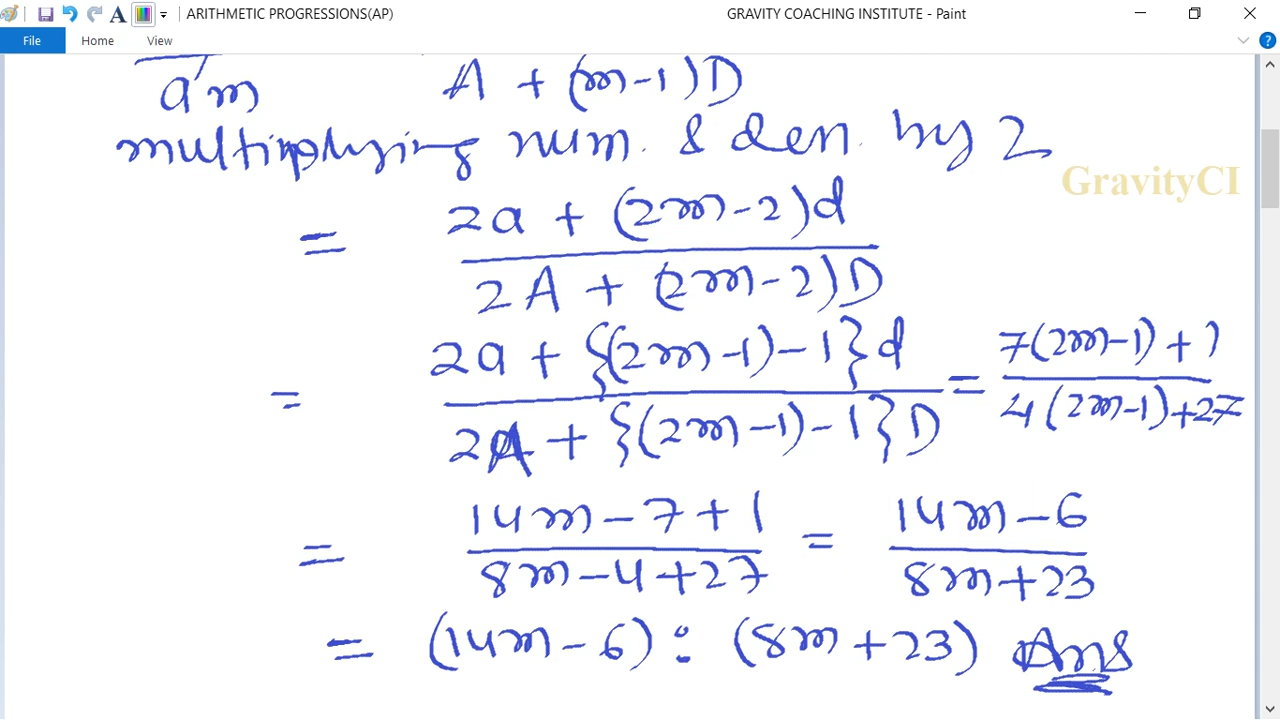 ARITHMETIC PROGRESSIONS(AP) GRAVITY COACHING INSTITUTE - Paint
File Home View
a'm A + (m-1)D
multiplying num. & den. by 2
GravityCI
= 2a + (2m-2)d
2A + (2m-2)D
= 2a + {(2m-1)-1}d = 7(2m-1)+1
2A + {(2m-1)-1}D 4(2m-1)+27
= 14m-7+1 = 14m-6
8m-4+27 8m+23
= (14m-6) : (8m+23) Ans